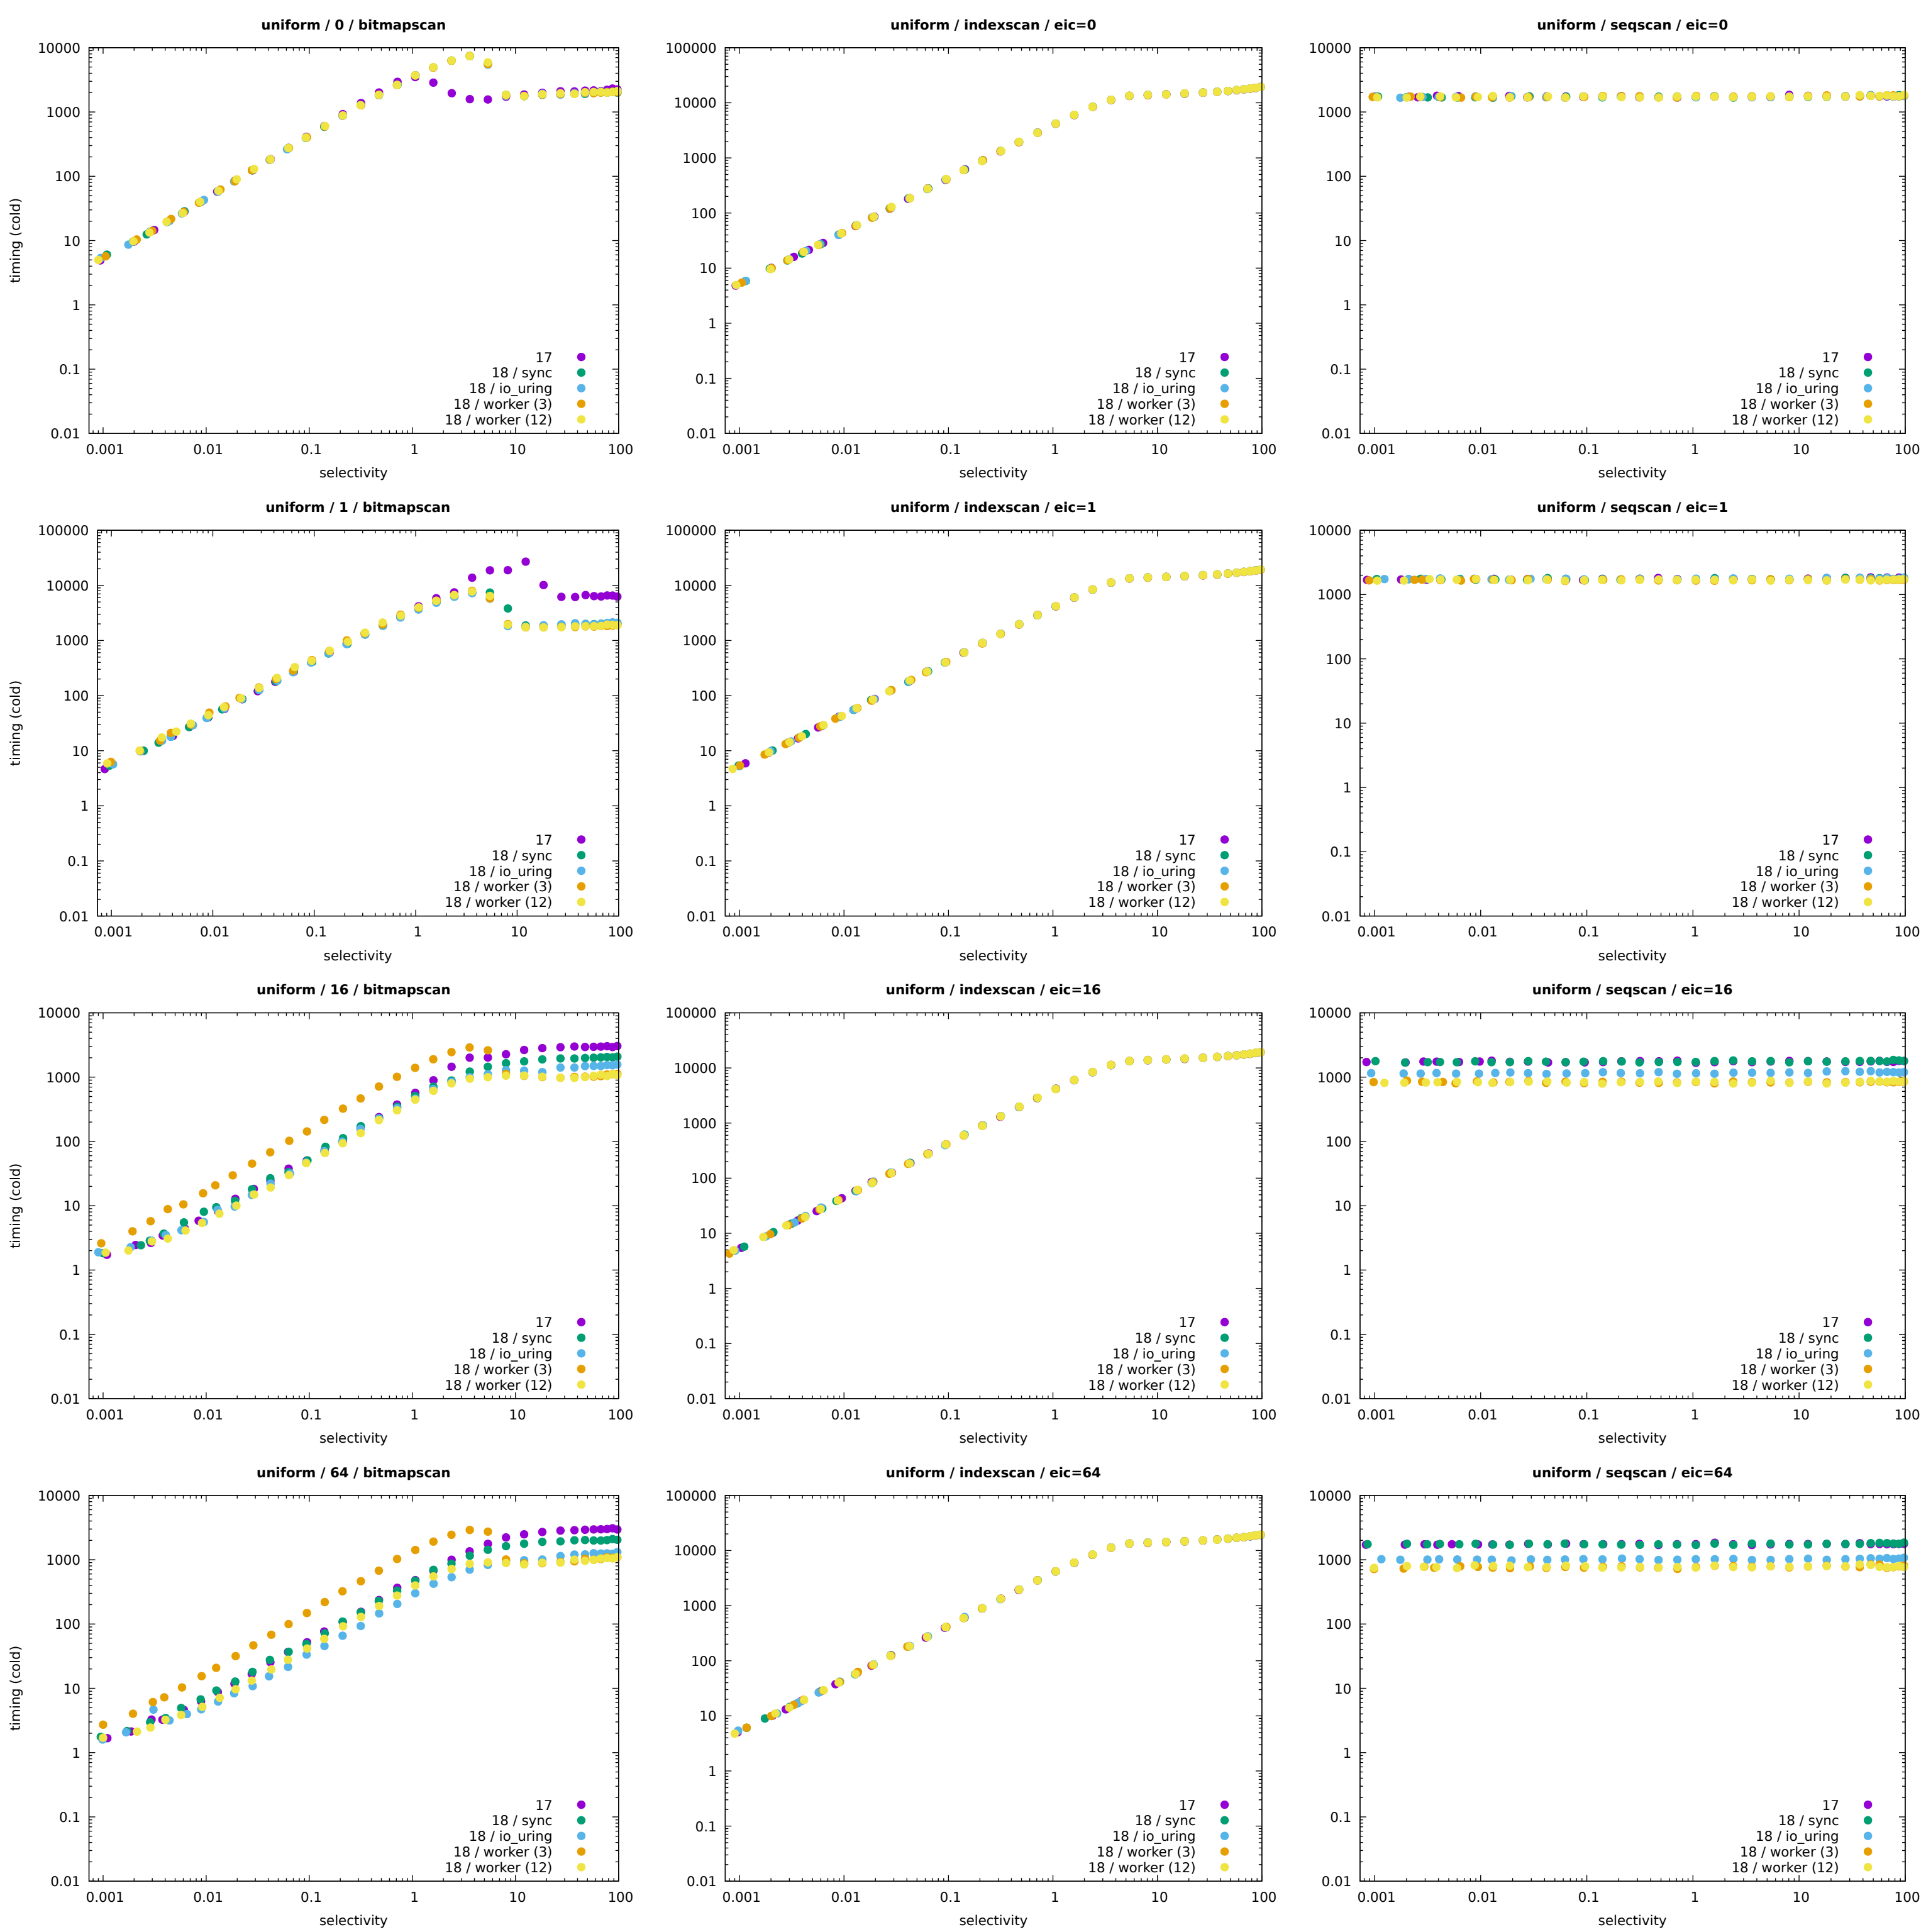 uniform / 0 / bitmapscan
timing (cold)
10000
1000
100
10
1
0.1
0.01
17
18 / sync
18 / io_uring
18 / worker (3)
18 / worker (12)
0.001 0.01 0.1 1 10 100
selectivity
uniform / indexscan / eic=0
100000
10000
1000
100
10
1
0.1
0.01
17
18 / sync
18 / io_uring
18 / worker (3)
18 / worker (12)
0.001 0.01 0.1 1 10 100
selectivity
uniform / seqscan / eic=0
10000
1000
100
10
1
0.1
0.01
17
18 / sync
18 / io_uring
18 / worker (3)
18 / worker (12)
0.001 0.01 0.1 1 10 100
selectivity
uniform / 1 / bitmapscan
timing (cold)
100000
10000
1000
100
10
1
0.1
0.01
17
18 / sync
18 / io_uring
18 / worker (3)
18 / worker (12)
0.001 0.01 0.1 1 10 100
selectivity
uniform / indexscan / eic=1
100000
10000
1000
100
10
1
0.1
0.01
17
18 / sync
18 / io_uring
18 / worker (3)
18 / worker (12)
0.001 0.01 0.1 1 10 100
selectivity
uniform / seqscan / eic=1
10000
1000
100
10
1
0.1
0.01
17
18 / sync
18 / io_uring
18 / worker (3)
18 / worker (12)
0.001 0.01 0.1 1 10 100
selectivity
uniform / 16 / bitmapscan
timing (cold)
10000
1000
100
10
1
0.1
0.01
17
18 / sync
18 / io_uring
18 / worker (3)
18 / worker (12)
0.001 0.01 0.1 1 10 100
selectivity
uniform / indexscan / eic=16
100000
10000
1000
100
10
1
0.1
0.01
17
18 / sync
18 / io_uring
18 / worker (3)
18 / worker (12)
0.001 0.01 0.1 1 10 100
selectivity
uniform / seqscan / eic=16
10000
1000
100
10
1
0.1
0.01
17
18 / sync
18 / io_uring
18 / worker (3)
18 / worker (12)
0.001 0.01 0.1 1 10 100
selectivity
uniform / 64 / bitmapscan
timing (cold)
10000
1000
100
10
1
0.1
0.01
17
18 / sync
18 / io_uring
18 / worker (3)
18 / worker (12)
0.001 0.01 0.1 1 10 100
selectivity
uniform / indexscan / eic=64
100000
10000
1000
100
10
1
0.1
0.01
17
18 / sync
18 / io_uring
18 / worker (3)
18 / worker (12)
0.001 0.01 0.1 1 10 100
selectivity
uniform / seqscan / eic=64
10000
1000
100
10
1
0.1
0.01
17
18 / sync
18 / io_uring
18 / worker (3)
18 / worker (12)
0.001 0.01 0.1 1 10 100
selectivity